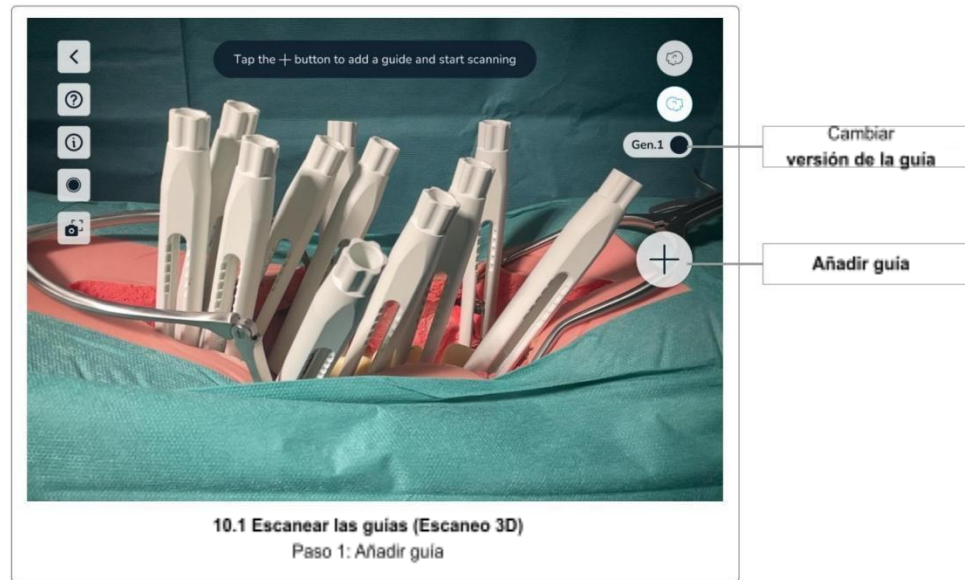 Tap the + button to add a guide and start scanning
Gen.1
Cambiar
versión de la guía
Añadir guía
10.1 Escanear las guías (Escaneo 3D)
Paso 1: Añadir guía